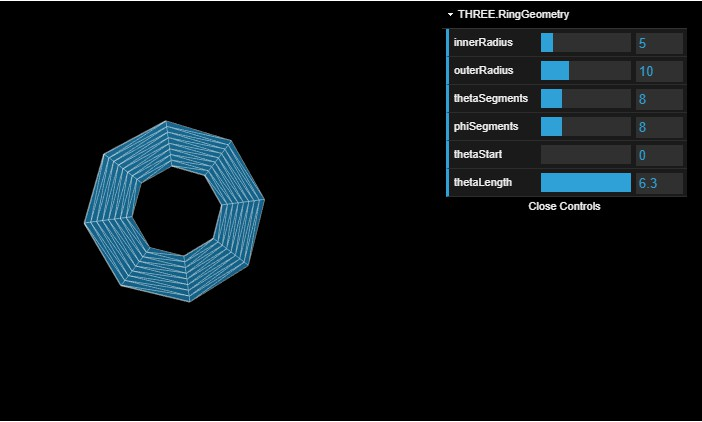 THREE.RingGeometry
innerRadius 5
outerRadius 10
thetaSegments 8
phiSegments 8
thetaStart 0
thetaLength 6.3
Close Controls